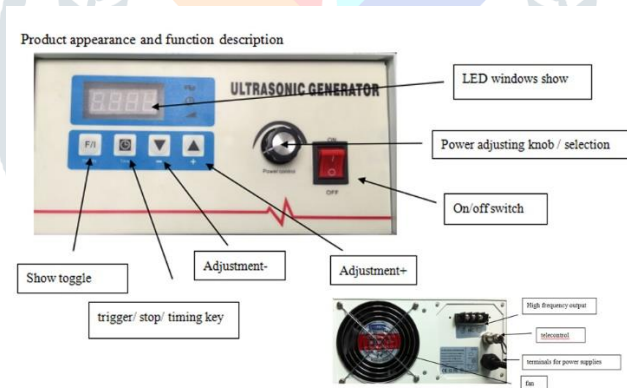 Product appearance and function description
LED windows show
ULTRASONIC GENERATOR
ON
Power adjusting knob / selection
F/I
Power control
OFF
On/off switch
Show toggle
Adjustment-
Adjustment+
trigger/ stop/ timing key
High frequency output
telecontrol
terminals for power supplies
fan